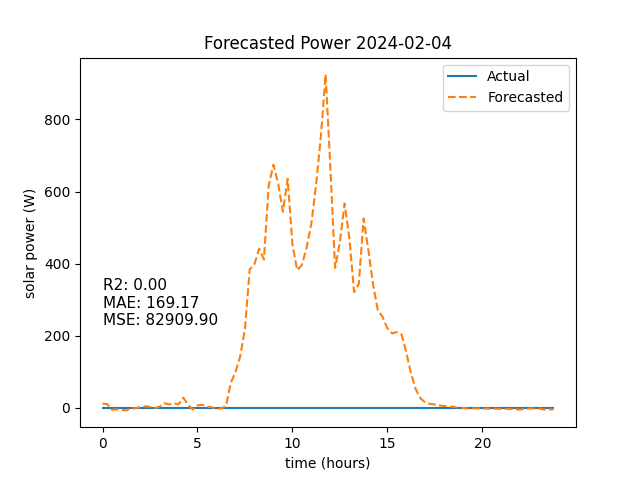 Forecasted Power 2024-02-04
Actual
Forecasted
solar power (W)
800
600
400
200
0
R2: 0.00
MAE: 169.17
MSE: 82909.90
0 5 10 15 20
time (hours)